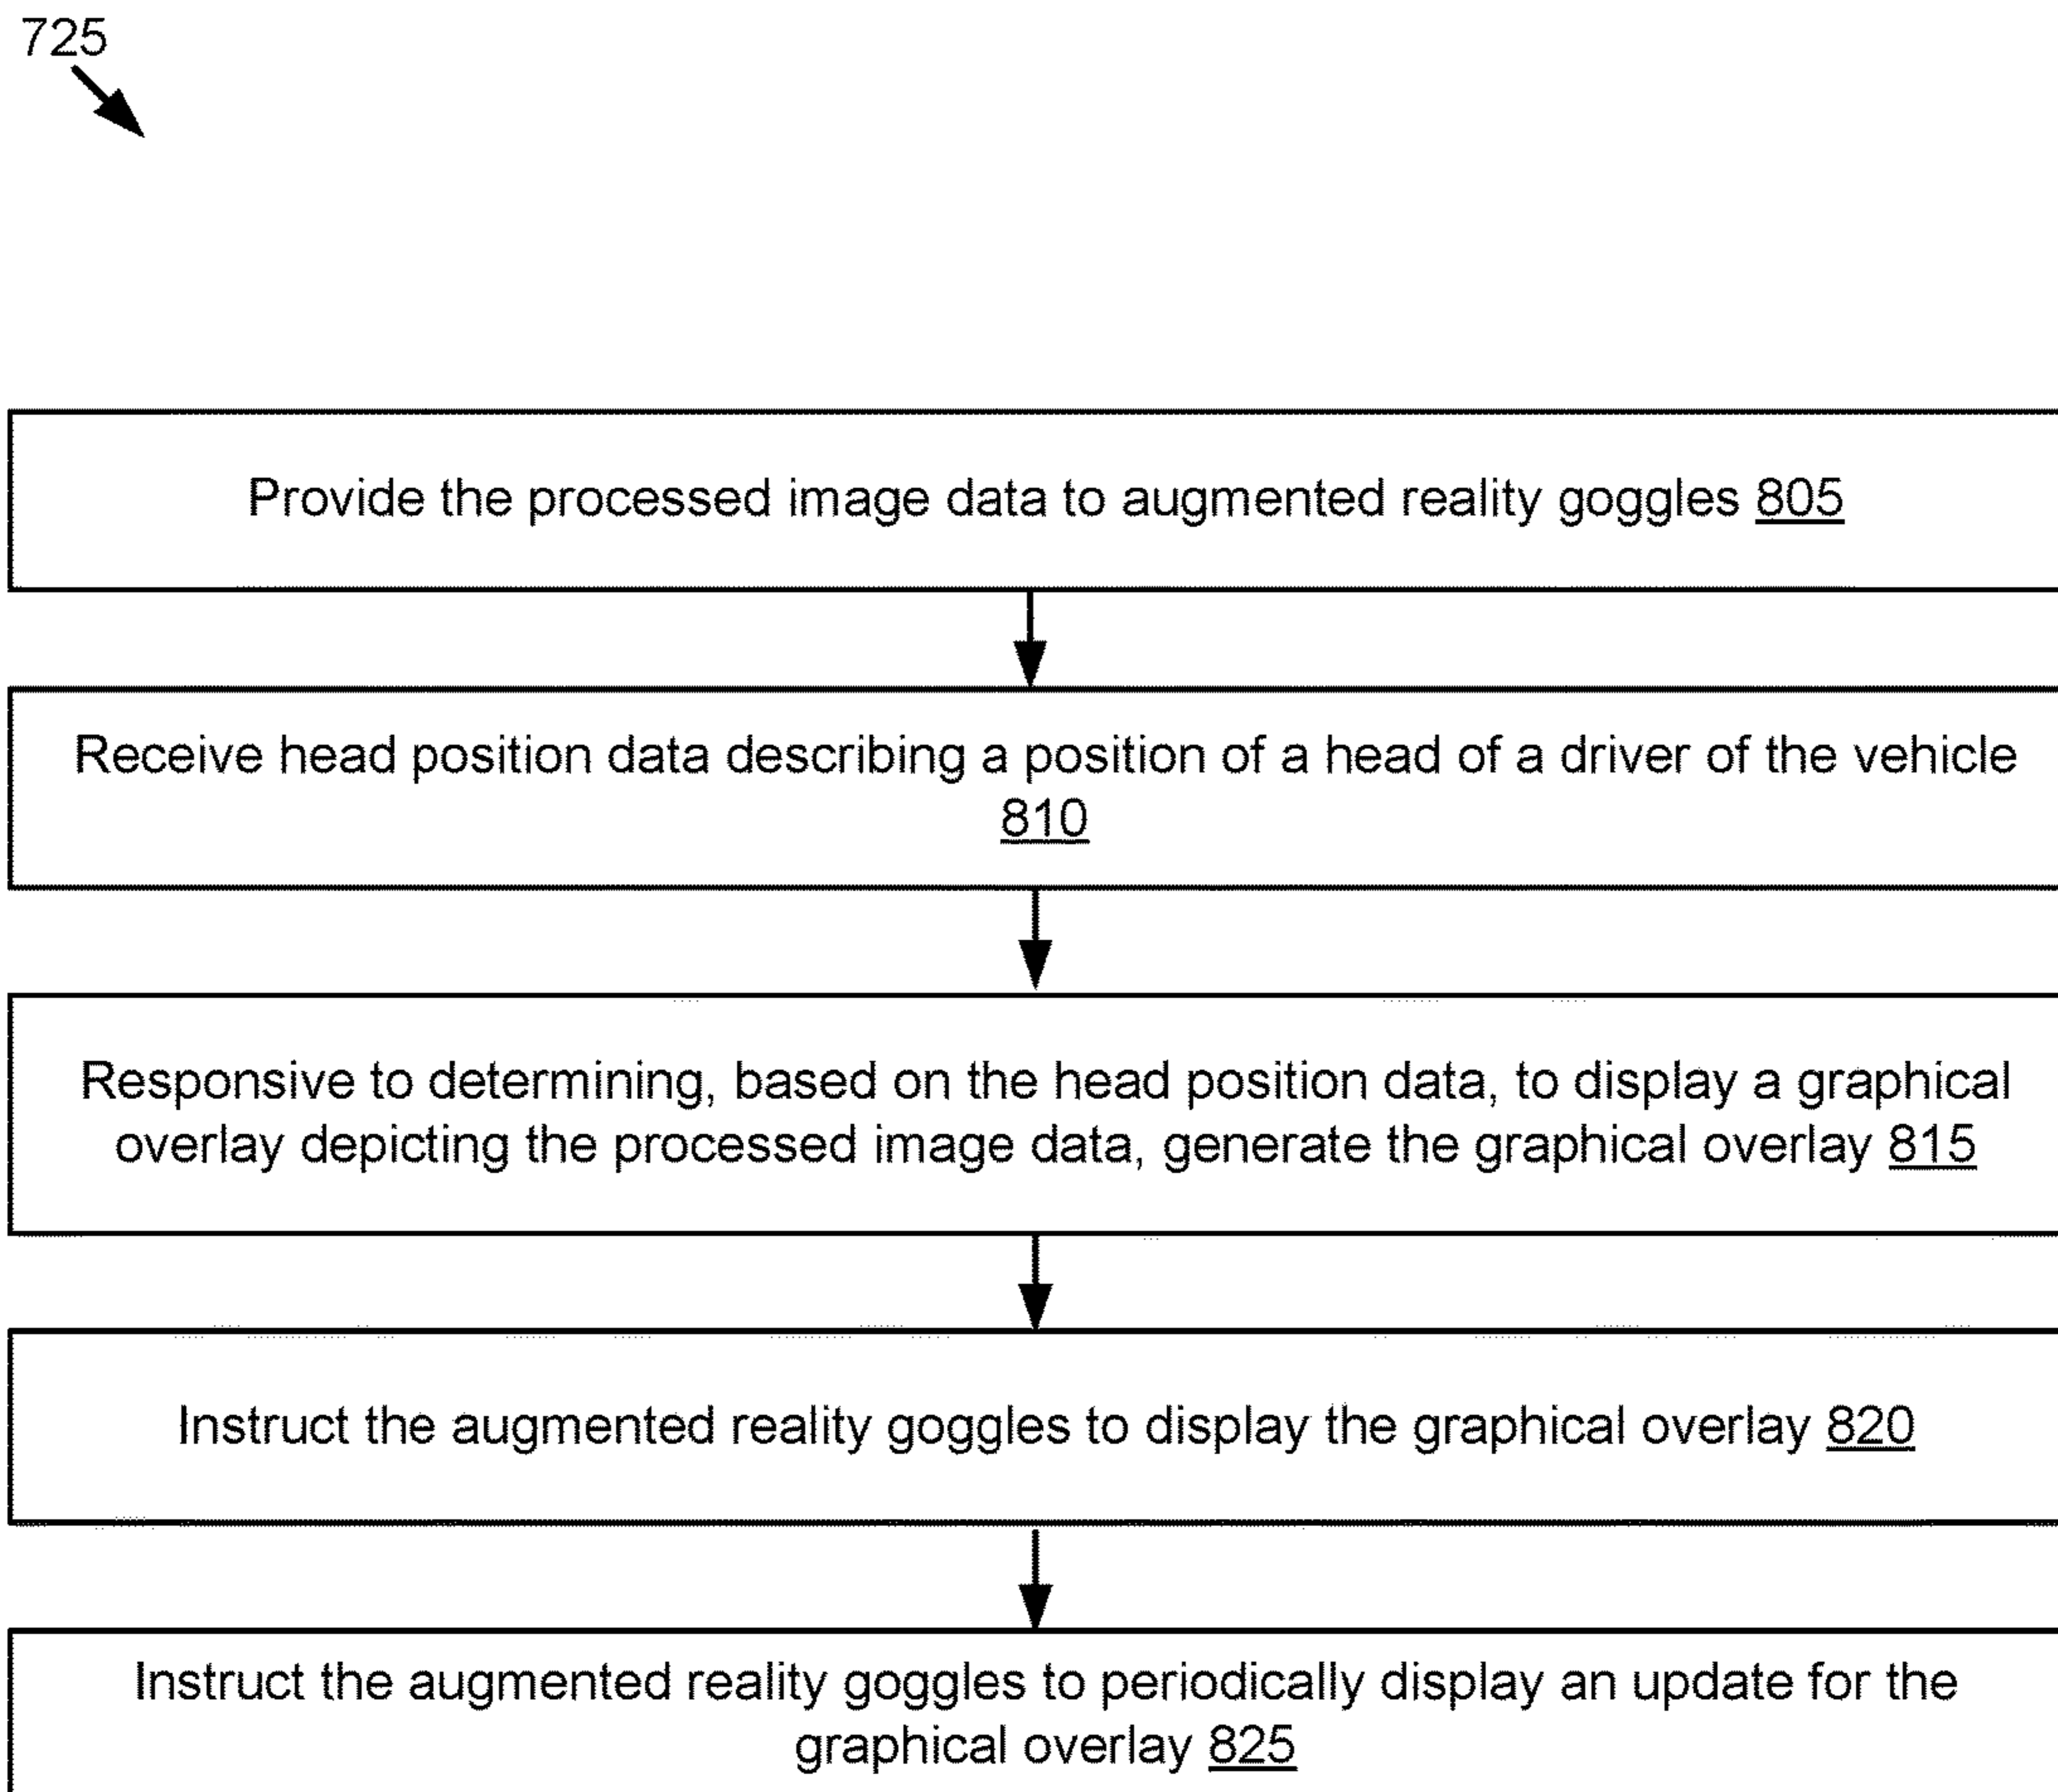 725
Provide the processed image data to augmented reality goggles 805
Receive head position data describing a position of a head of a driver of the vehicle
810
Responsive to determining, based on the head position data, to display a graphical
overlay depicting the processed image data, generate the graphical overlay 815
Instruct the augmented reality goggles to display the graphical overlay 820
Instruct the augmented reality goggles to periodically display an update for the
graphical overlay 825